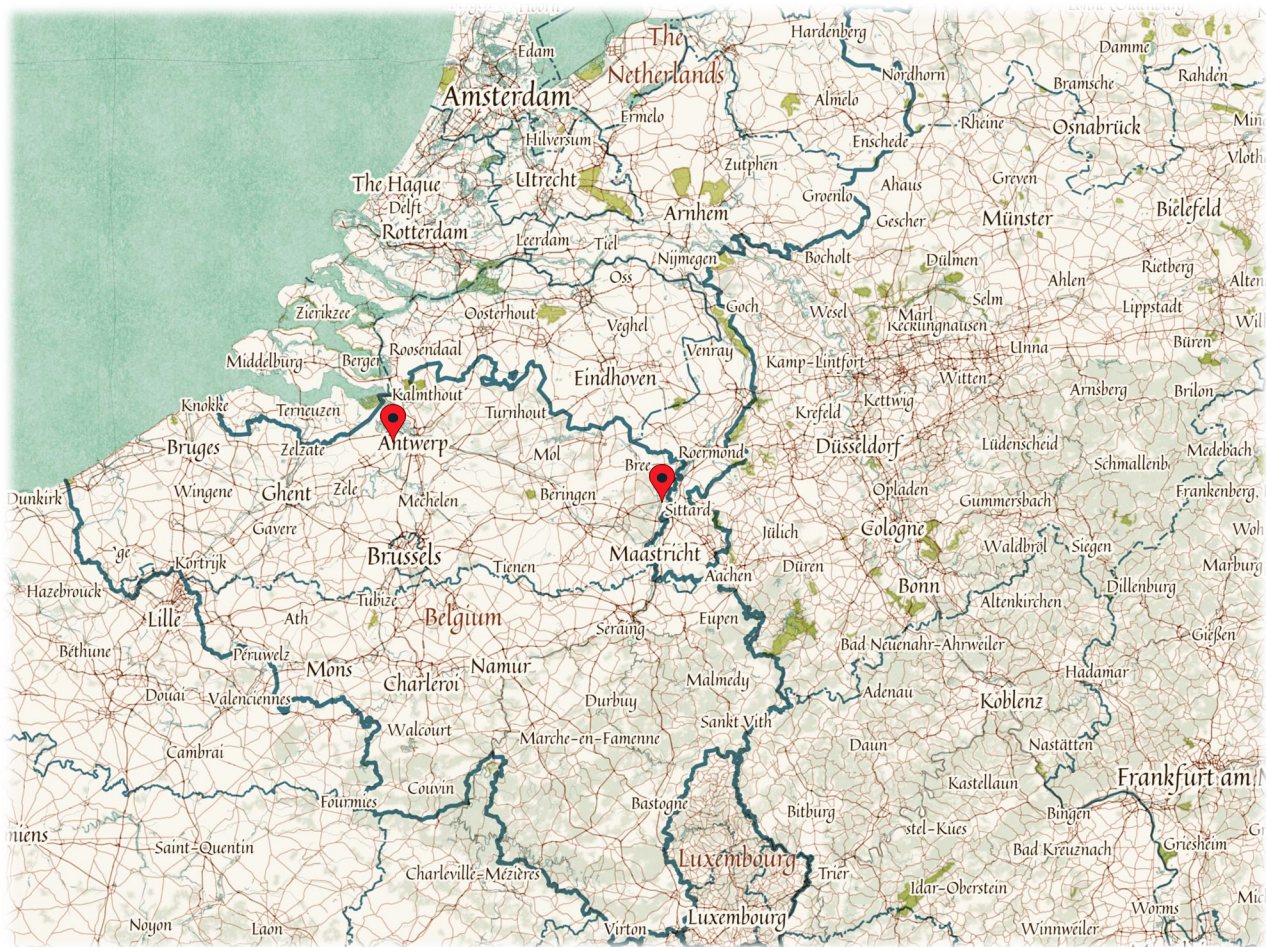 Edam
The
Netherlands
Hardenberg
Damme
Nordhorn
Bramsche
Rahden
Amsterdam
Almelo
Ermelo
Rheine
Osnabrück
Hilversum
Enschede
Zutphen
The Hague
Utrecht
Greven
Ahaus
Delft
Groenlo
Arnhem
Gescher
Münster
Bielefeld
Rotterdam
Leerdam
Tiel
Nijmegen
Bocholt
Dülmen
Rietberg
Oss
Ahlen
Goch
Selm
Lippstadt
Zierikzee
Oosterhout
Wesel
Marl
Recklinghausen
Veghel
Unna
Büren
Roosendaal
Venray
Middelburg
Berger
Kamp-Lintfort
Eindhoven
Witten
Arnsberg
Brilon
Kalmthout
Kettwig
Knokke
Terneuzen
Turnhout
Krefeld
Bruges
Zelzate
Antwerp
Mol
Roermond
Düsseldorf
Lüdenscheid
Medebach
Bree
Schmallenb
Dunkirk
Wingene
Ghent
Zele
Mechelen
Beringen
Opladen
Gummersbach
Frankenberg,
Sittard
Gavere
Jülich
Cologne
Waldbröl
Siegen
Brussels
Maastricht
Kortrijk
Tienen
Aachen
Düren
Marburg
Hazebrouck
Bonn
Dillenburg
Tubize
Altenkirchen
Lille
Ath
Belgium
Seraing
Eupen
Gießen
Béthune
Péruwelz
Bad Neuenahr-Ahrweiler
Mons
Namur
Hadamar
Charleroi
Malmedy
Douai
Valenciennes
Durbuy
Adenau
Koblenz
Sankt Vith
Walcourt
Marche-en-Famenne
Daun
Nastätten
Cambrai
Frankfurt am
Couvin
Kastellaun
Fourmies
Bastogne
Bitburg
Bingen
stel-Kues
Saint-Quentin
Bad Kreuznach
Griesheim
Luxembourg
Charleville-Mézières
Trier
Idar-Oberstein
Worms
Noyon
Laon
Virton
Luxembourg
Winnweiler